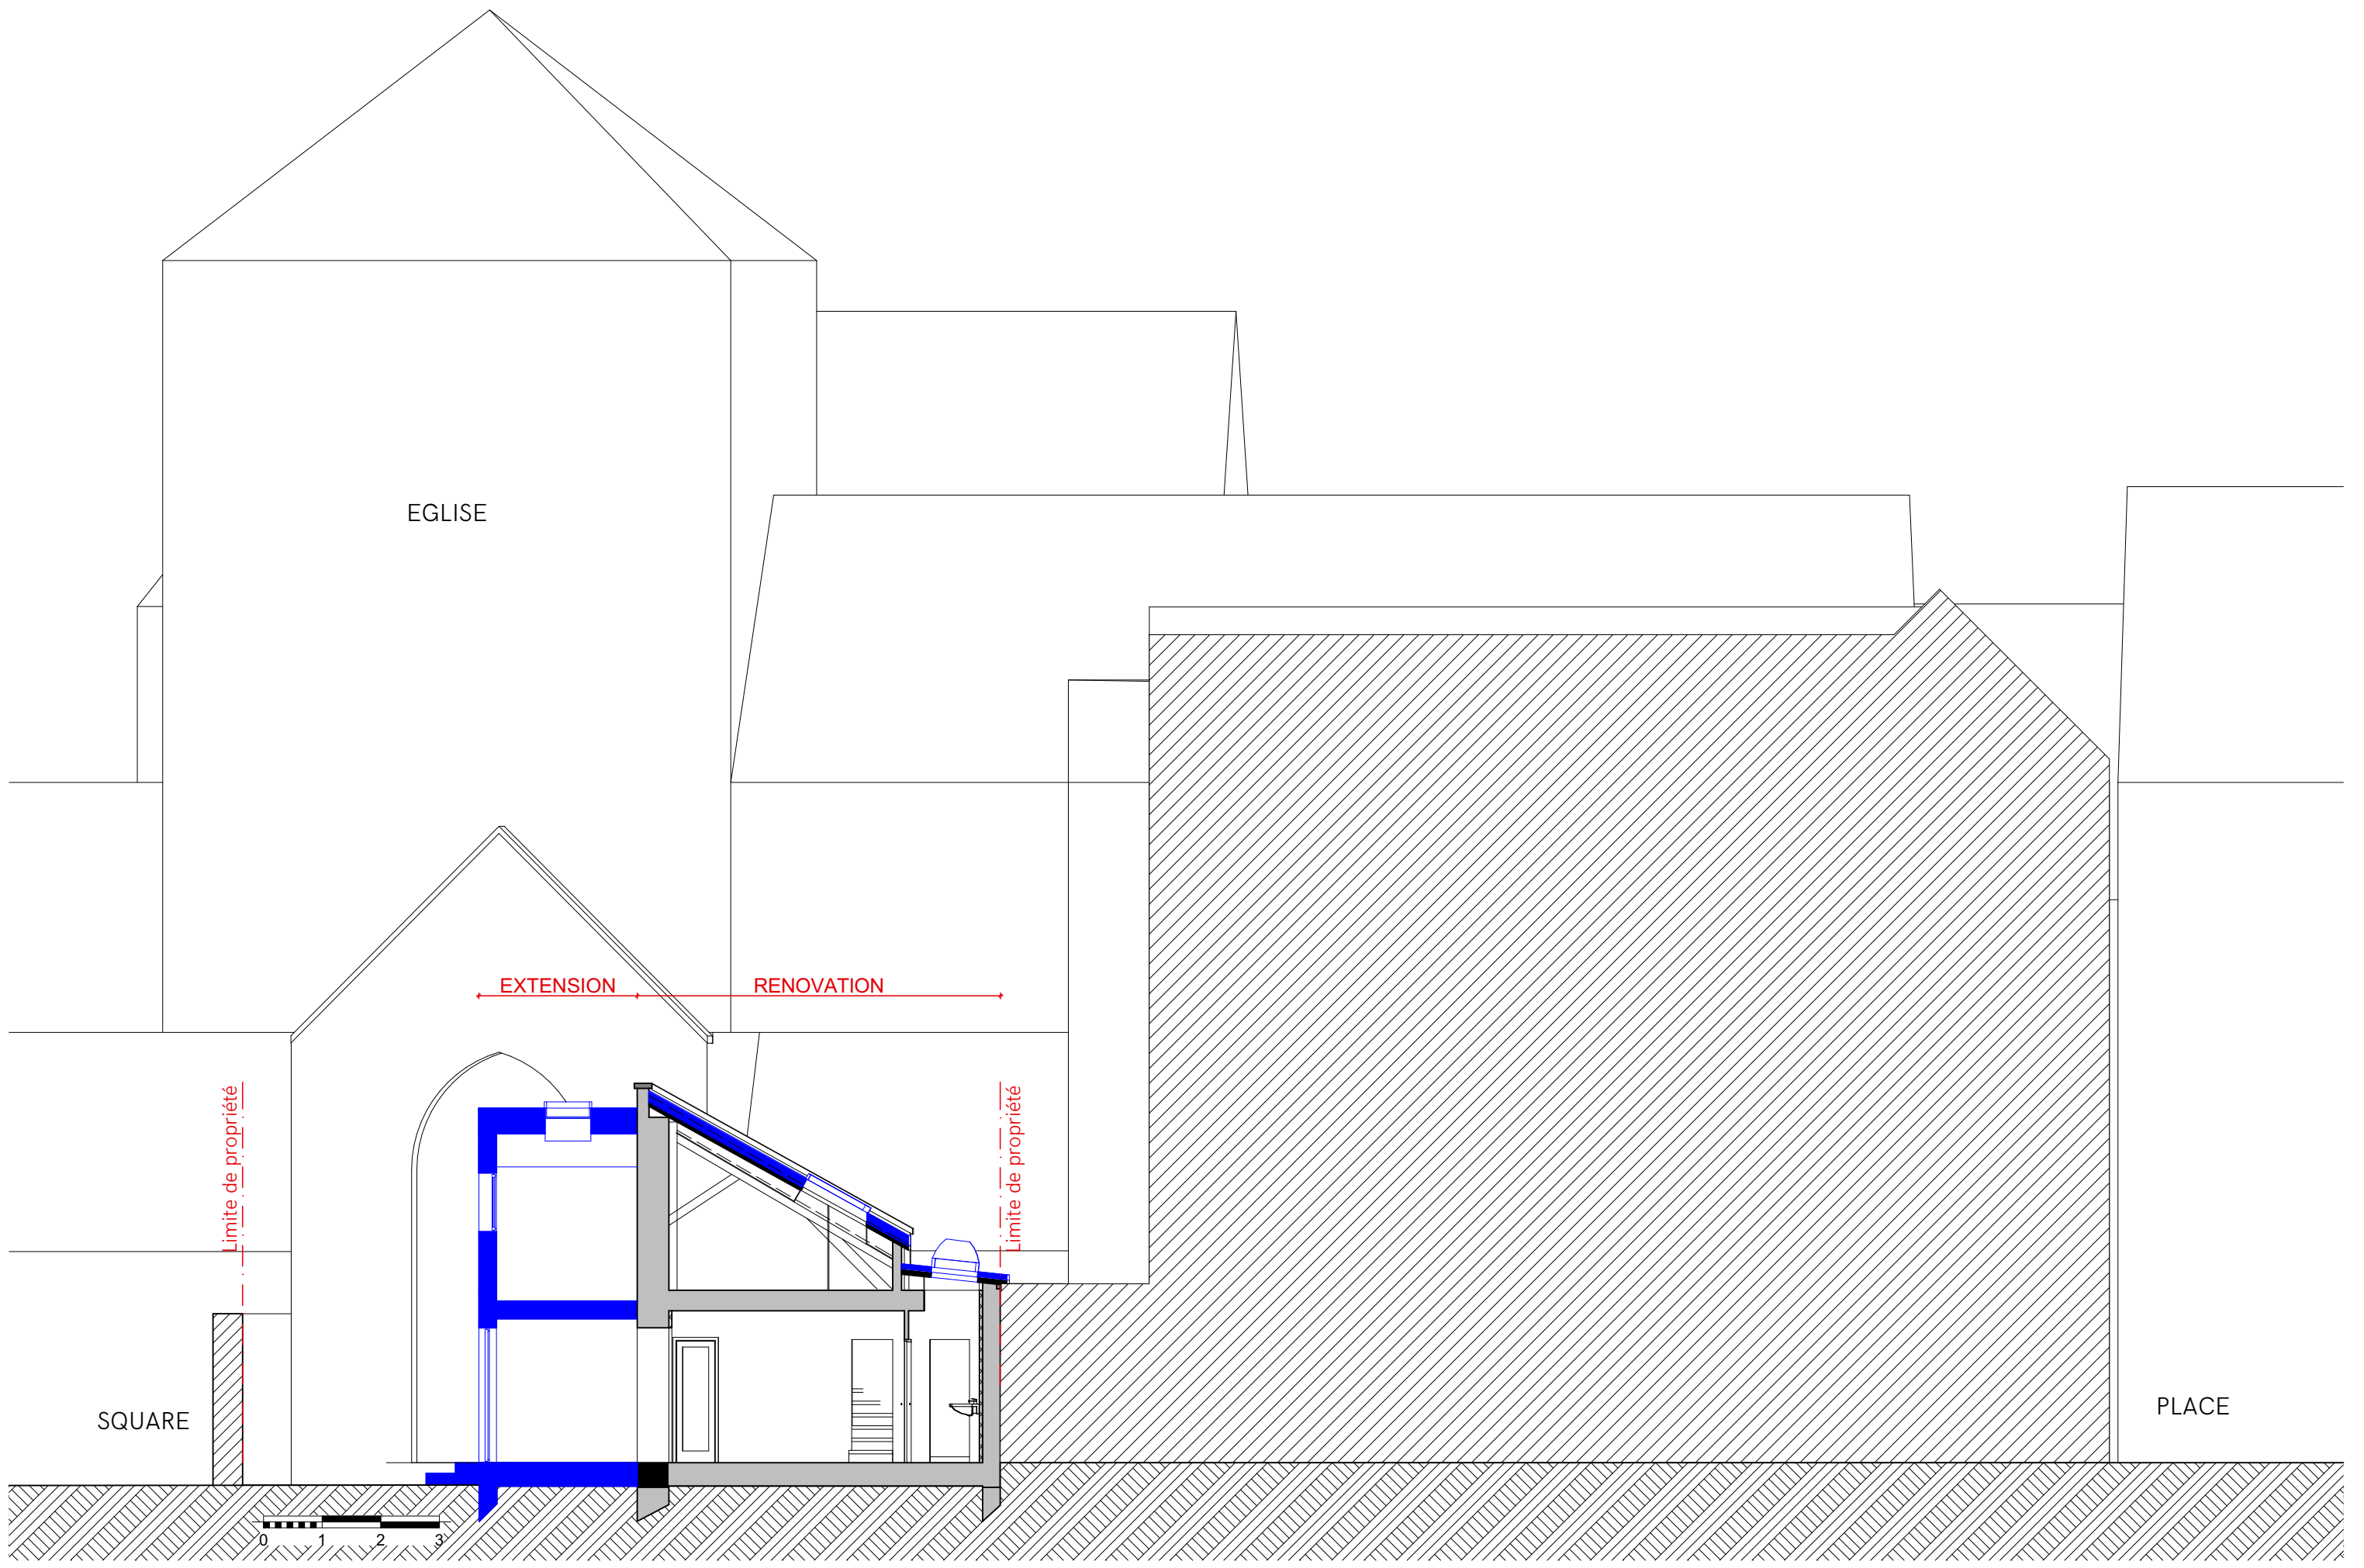 EGLISE
EXTENSION
RENOVATION
Limite de propriété
Limite de propriété
SQUARE
PLACE
0 1 2 3